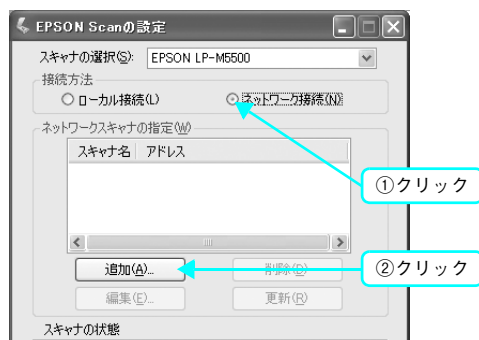 EPSON Scanの設定
スキャナの選択(S): EPSON LP-M5500
接続方法
ローカル接続(L) ネットワーク接続(N)
ネットワークスキャナの指定(W)
スキャナ名 アドレス
①クリック
追加(A)... 削除(D)
②クリック
編集(E)... 更新(R)
スキャナの状態